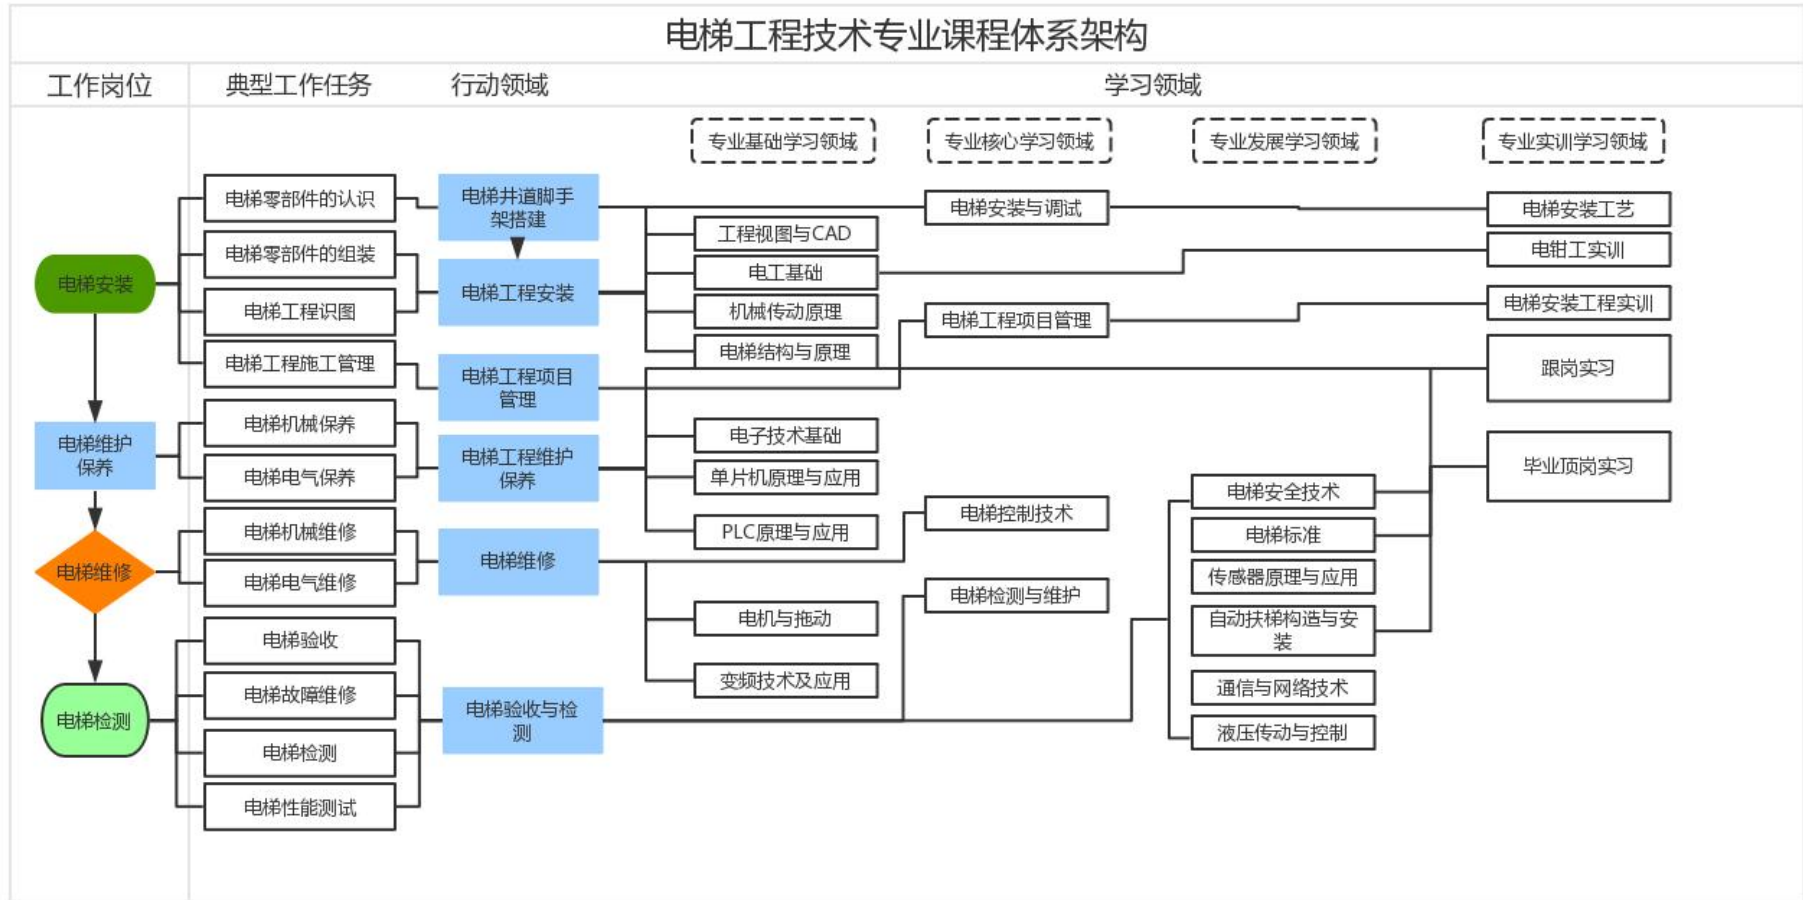 电梯工程技术专业课程体系架构
工作岗位
典型工作任务
行动领域
学习领域
专业基础学习领域
专业核心学习领域
专业发展学习领域
专业实训学习领域
电梯安装
电梯维护
保养
电梯维修
电梯检测
电梯零部件的认识
电梯零部件的组装
电梯工程识图
电梯工程施工管理
电梯机械保养
电梯电气保养
电梯机械维修
电梯电气维修
电梯验收
电梯故障维修
电梯检测
电梯性能测试
电梯井道脚手
架搭建
电梯工程安装
电梯工程项目
管理
电梯工程维护
保养
电梯维修
电梯验收与检
测
工程视图与CAD
电工基础
机械传动原理
电梯结构与原理
电子技术基础
单片机原理与应用
PLC原理与应用
电机与拖动
变频技术及应用
电梯安装与调试
电梯工程项目管理
电梯控制技术
电梯检测与维护
电梯安全技术
电梯标准
传感器原理与应用
自动扶梯构造与安
装
通信与网络技术
液压传动与控制
电梯安装工艺
电钳工实训
电梯安装工程实训
跟岗实习
毕业顶岗实习